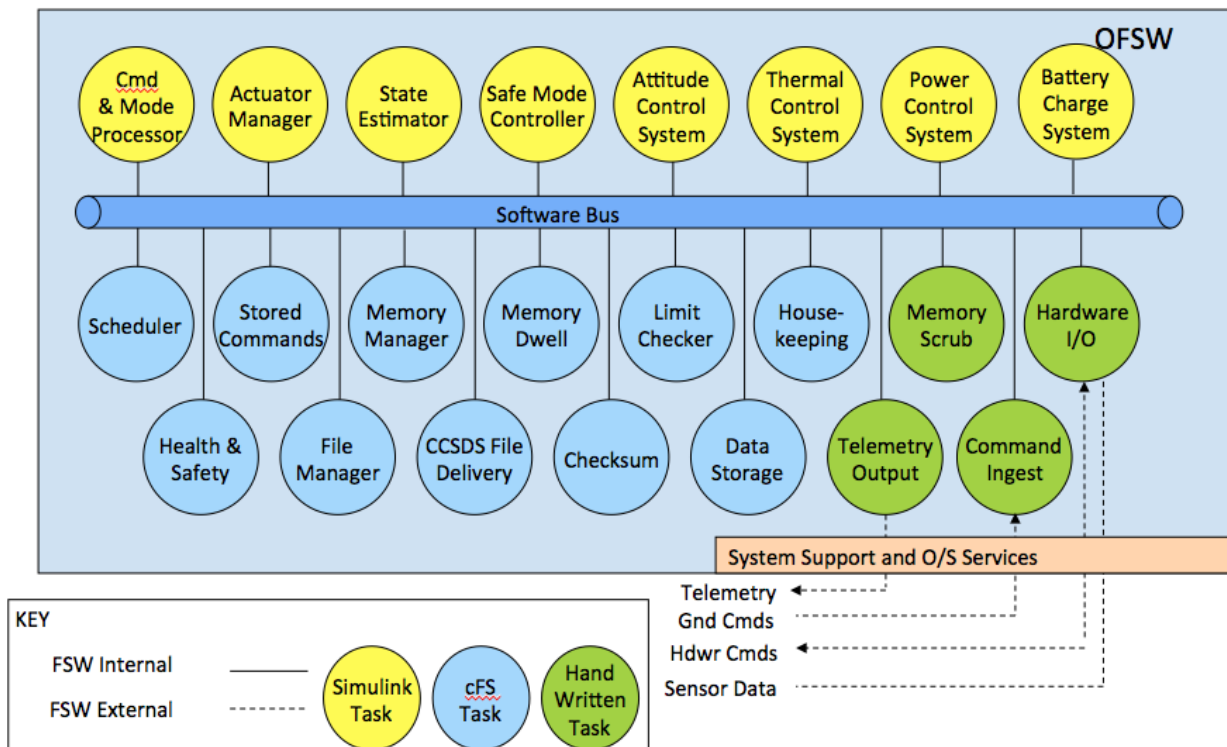 OFSW
Cmd
& Mode
Processor
Actuator
Manager
State
Estimator
Safe Mode
Controller
Attitude
Control
System
Thermal
Control
System
Power
Control
System
Battery
Charge
System
Software Bus
Scheduler
Stored
Commands
Memory
Manager
Memory
Dwell
Limit
Checker
House-
keeping
Memory
Scrub
Hardware
I/O
Health &
Safety
File
Manager
CCSDS File
Delivery
Checksum
Data
Storage
Telemetry
Output
Command
Ingest
System Support and O/S Services
Telemetry
Gnd Cmds
Hdwr Cmds
Sensor Data
KEY
FSW Internal
FSW External
Simulink
Task
cFS
Task
Hand
Written
Task